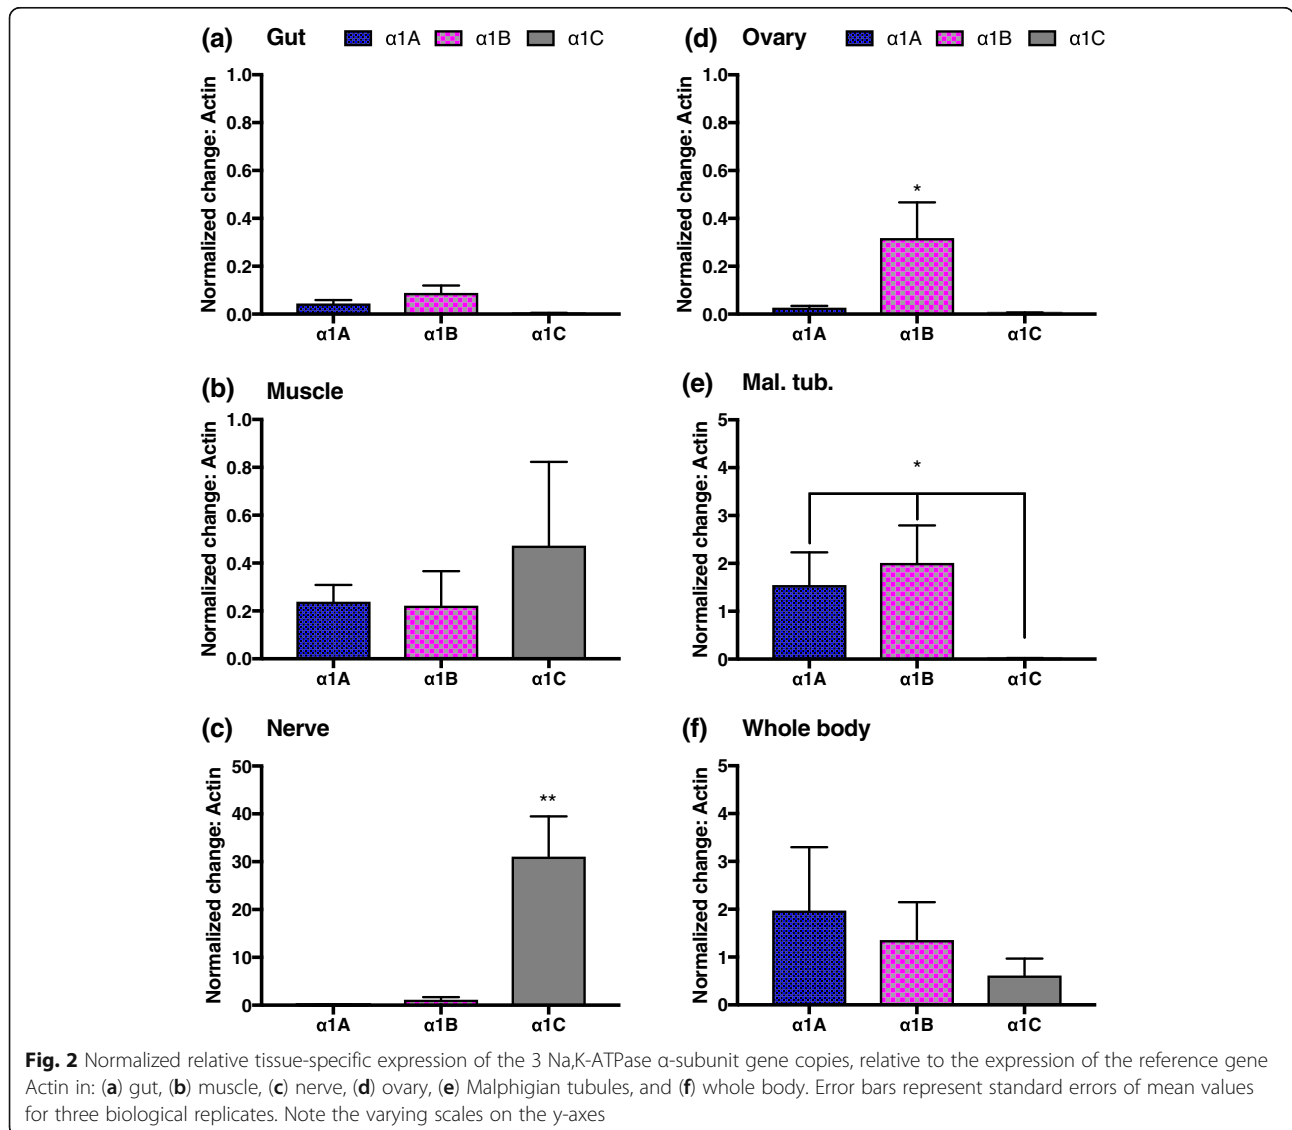 (a) Gut α1A α1B α1C
Normalized change: Actin
1.0
0.8
0.6
0.4
0.2
0.0
α1A α1B α1C
(d) Ovary α1A α1B α1C
Normalized change: Actin
1.0
0.8
0.6
0.4
0.2
0.0
*
α1A α1B α1C
(b) Muscle
Normalized change: Actin
1.0
0.8
0.6
0.4
0.2
0.0
α1A α1B α1C
(e) Mal. tub.
Normalized change: Actin
5
4
3
2
1
0
*
α1A α1B α1C
(c) Nerve
Normalized change: Actin
50
40
30
20
10
0
**
α1A α1B α1C
(f) Whole body
Normalized change: Actin
5
4
3
2
1
0
α1A α1B α1C
Fig. 2 Normalized relative tissue-specific expression of the 3 Na,K-ATPase α-subunit gene copies, relative to the expression of the reference gene
Actin in: (a) gut, (b) muscle, (c) nerve, (d) ovary, (e) Malphigian tubules, and (f) whole body. Error bars represent standard errors of mean values
for three biological replicates. Note the varying scales on the y-axes